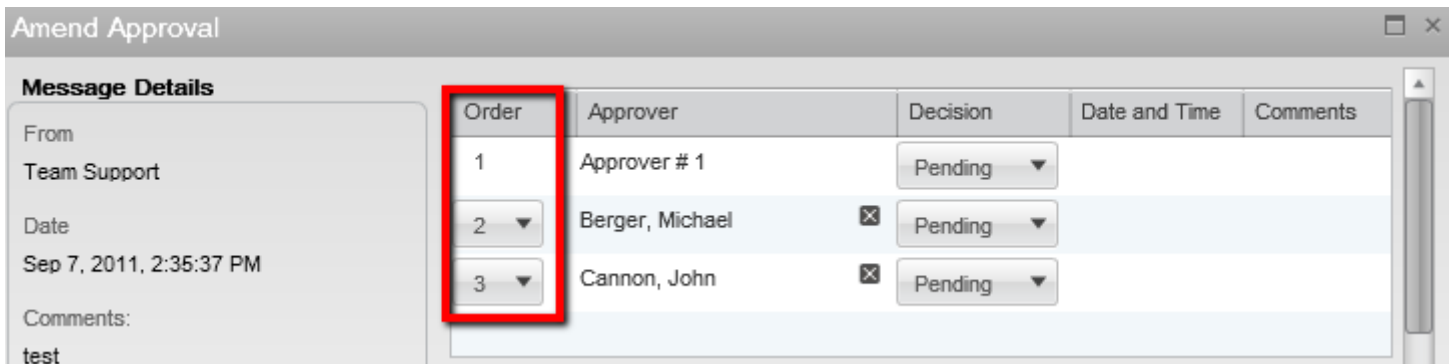 Amend Approval
Message Details
From
Team Support
Date
Sep 7, 2011, 2:35:37 PM
Comments:
test
Order Approver Decision Date and Time Comments
1 Approver # 1 Pending
2 Berger, Michael Pending
3 Cannon, John Pending